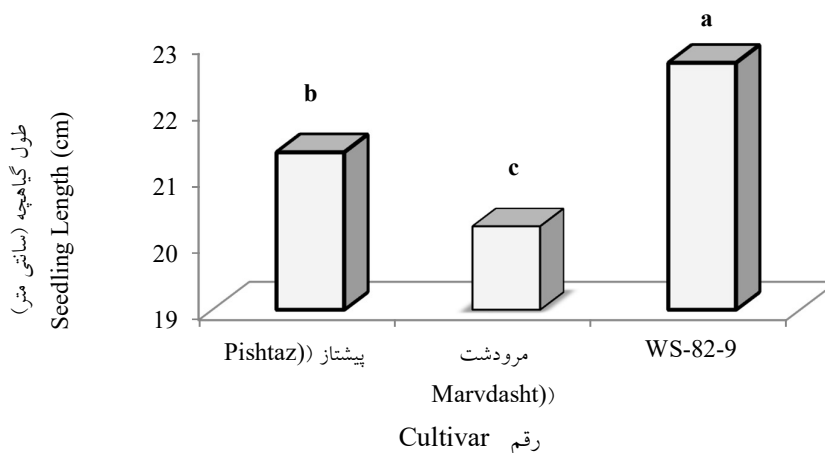 طول گیاهچه (سانتی متر)
Seedling Length (cm)
23
22
21
20
19
b
c
a
پیشتاز ((Pishtaz
مرودشت
((Marvdasht
WS-82-9
رقم Cultivar